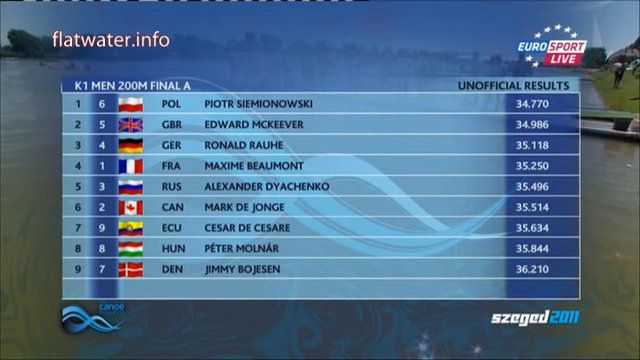 flatwater.info
EUROSPORT
LIVE
K1 MEN 200M FINAL A UNOFFICIAL RESULTS
1 6 POL PIOTR SIEMIONOWSKI 34.770
2 5 GBR EDWARD MCKEEVER 34.986
3 4 GER RONALD RAUHE 35.118
4 1 FRA MAXIME BEAUMONT 35.250
5 3 RUS ALEXANDER DYACHENKO 35.496
6 2 CAN MARK DE JONGE 35.514
7 9 ECU CESAR DE CESARE 35.634
8 8 HUN PÉTER MOLNÁR 35.844
9 7 DEN JIMMY BOJESEN 36.210
canoe
szeged2011